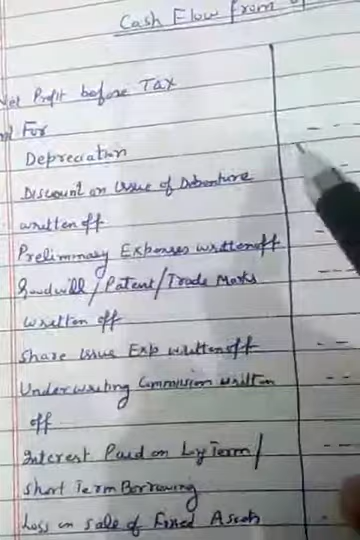 Cash Flow from
Net Profit before Tax
For
Depreciation
Discount on issue of Debenture
written off
Preliminary Expenses written off
Goodwill / Patent / Trade Marks
written off
Share issue Exp written off
Underwriting Commission written
off
Interest Paid on Long Term /
Short Term Borrowing
Loss on sale of Fixed Assets